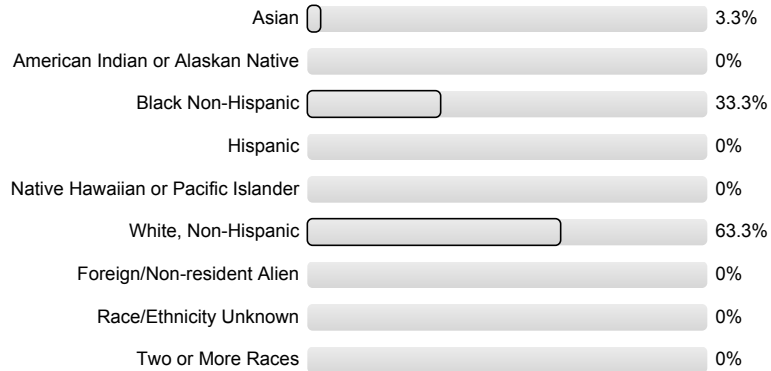 Asian 3.3%
American Indian or Alaskan Native 0%
Black Non-Hispanic 33.3%
Hispanic 0%
Native Hawaiian or Pacific Islander 0%
White, Non-Hispanic 63.3%
Foreign/Non-resident Alien 0%
Race/Ethnicity Unknown 0%
Two or More Races 0%